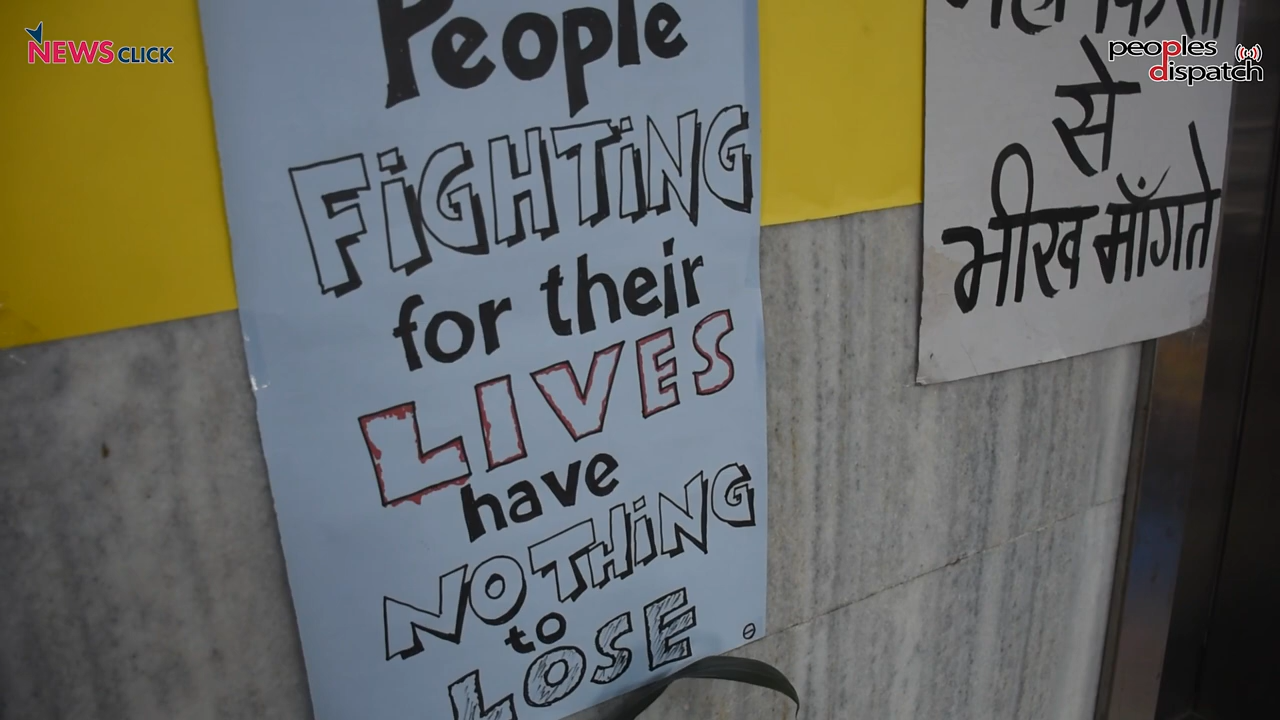 NEWSCLICK
peoples
dispatch
People
FiGHTiNG
for their
LIVES
have
NOTHiNG
to
LOSE
से
भीख माँगते